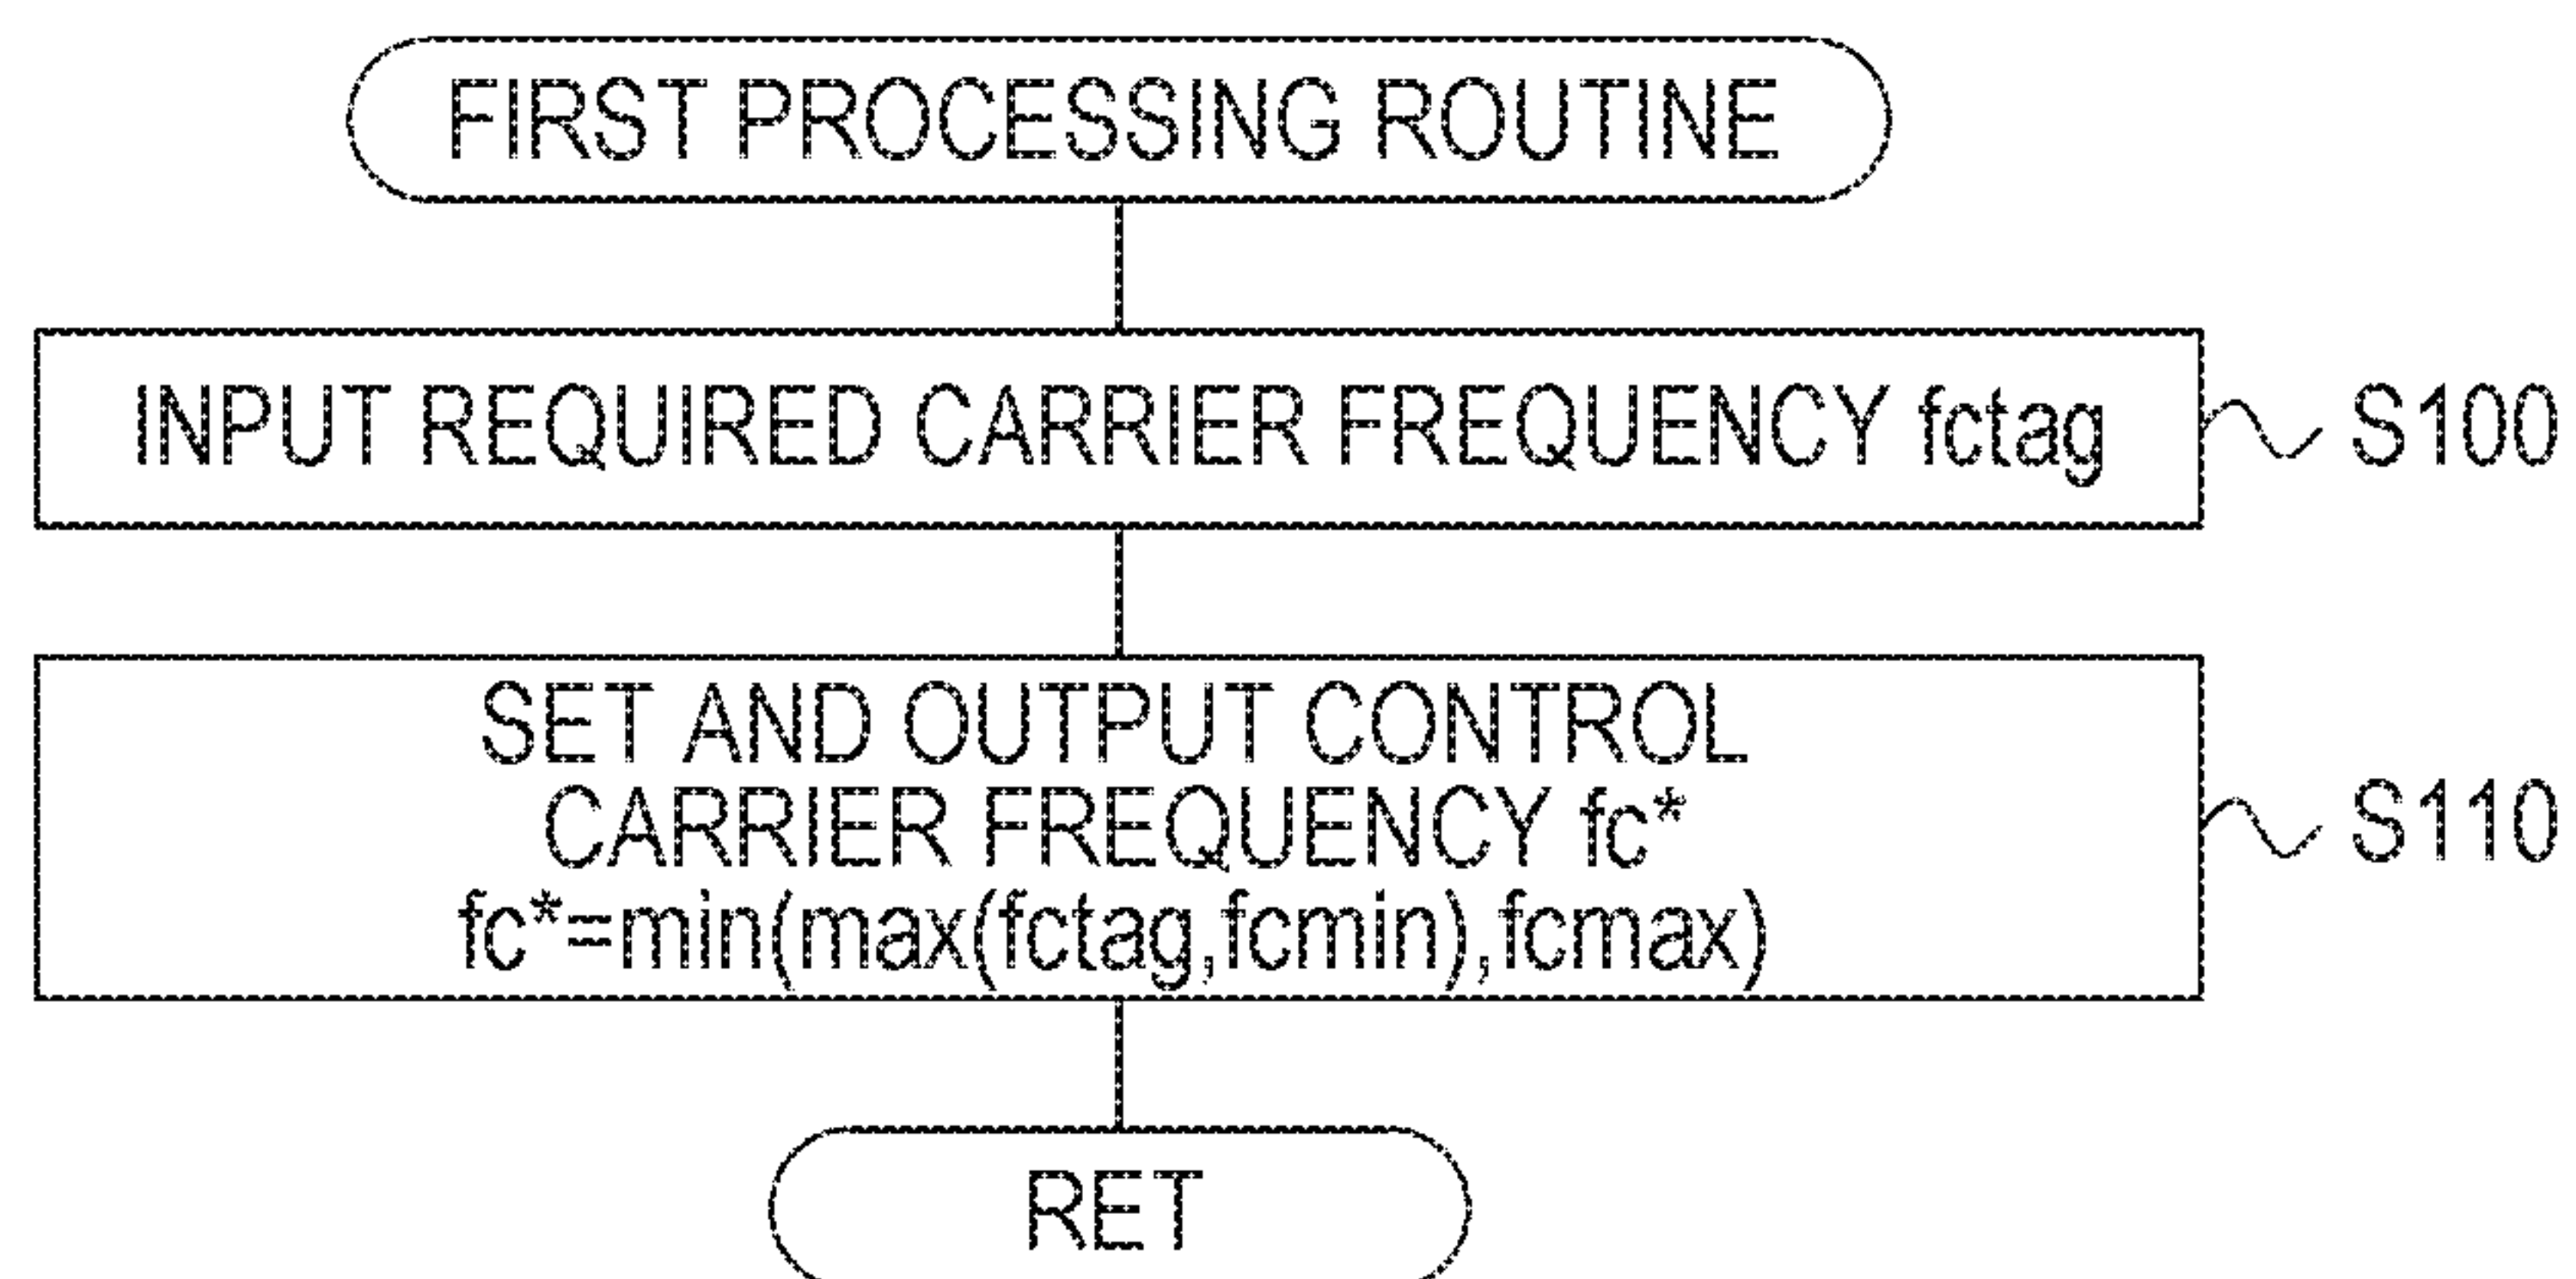 FIRST PROCESSING ROUTINE
INPUT REQUIRED CARRIER FREQUENCY fctag
S100
SET AND OUTPUT CONTROL
CARRIER FREQUENCY fc*
fc*=min(max(fctag,fcmin),fcmax)
S110
RET